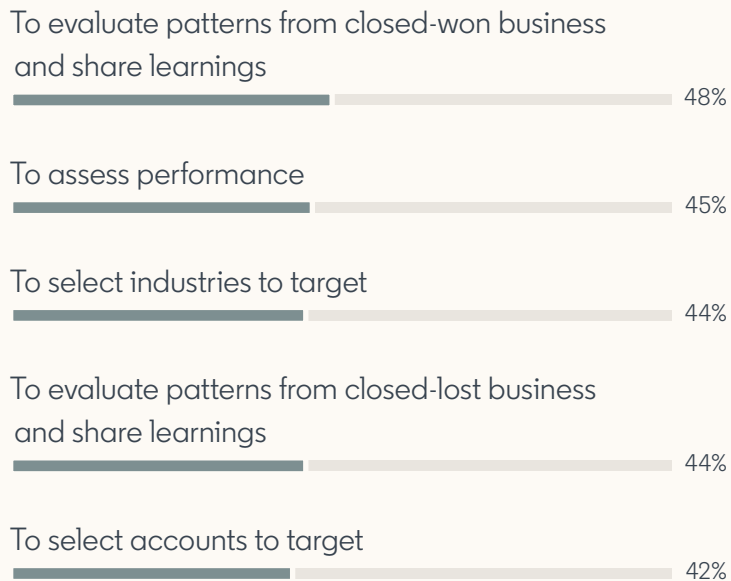 To evaluate patterns from closed-won business
and share learnings
48%
To assess performance
45%
To select industries to target
44%
To evaluate patterns from closed-lost business
and share learnings
44%
To select accounts to target
42%